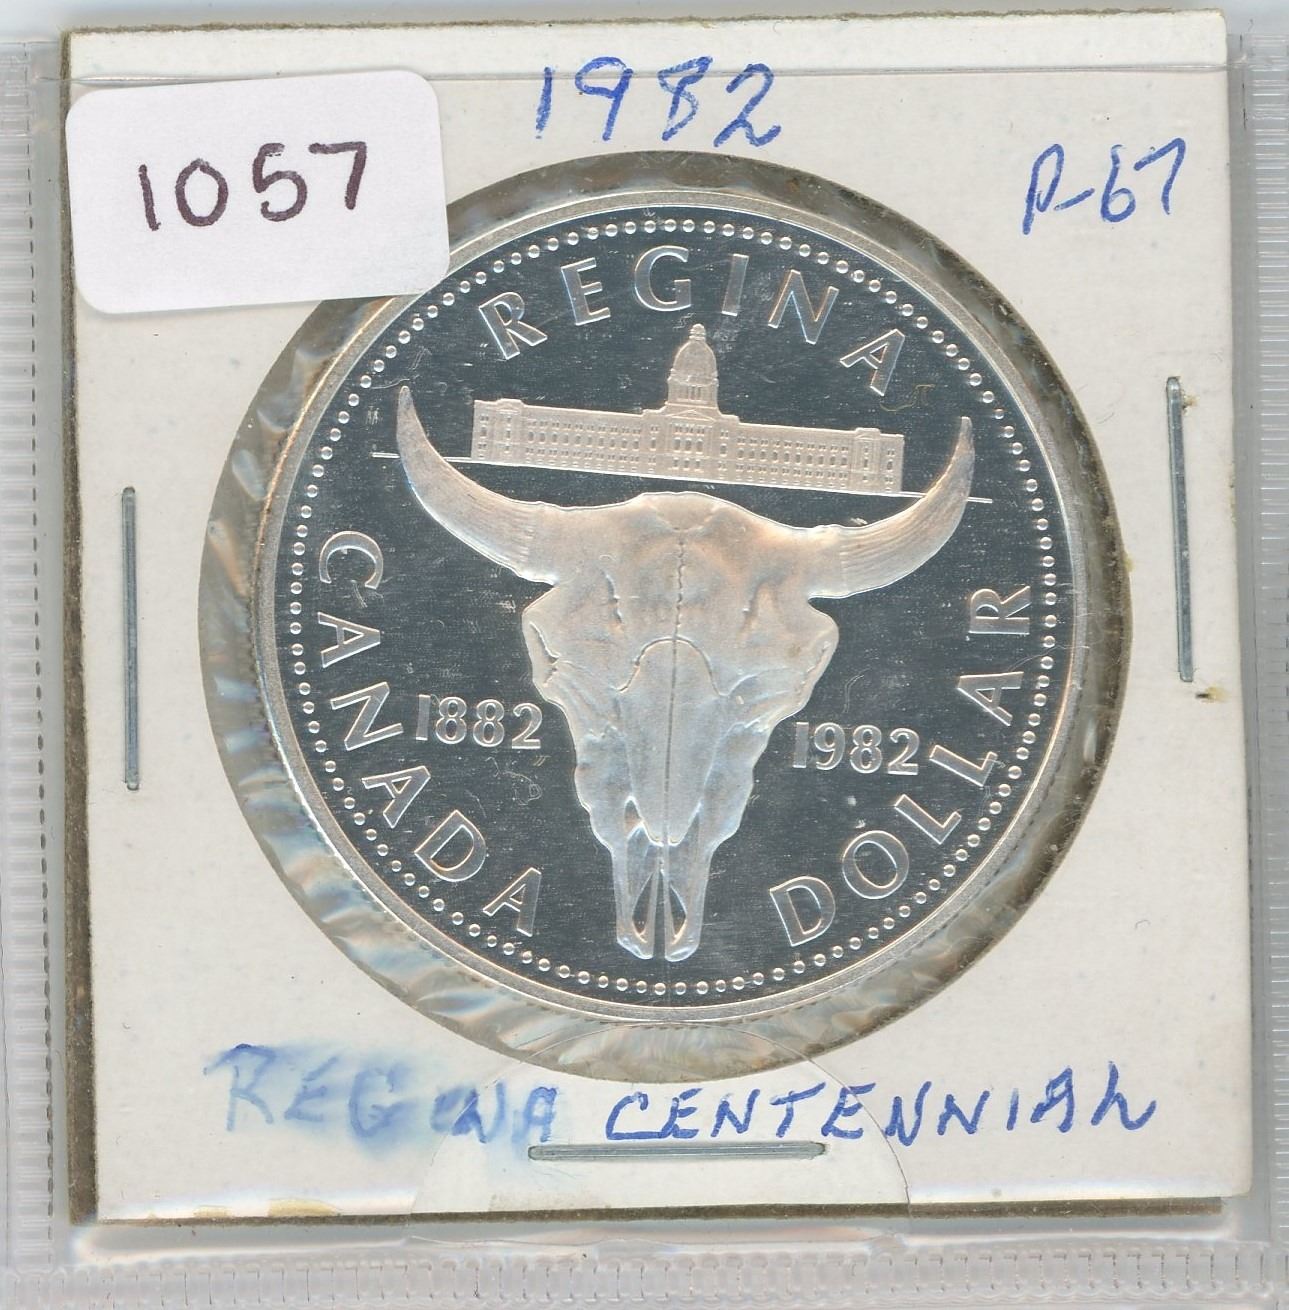 1982
1057
P-67
REGINA
CANADA
1882
1982
DOLLAR
REGINA CENTENNIAL